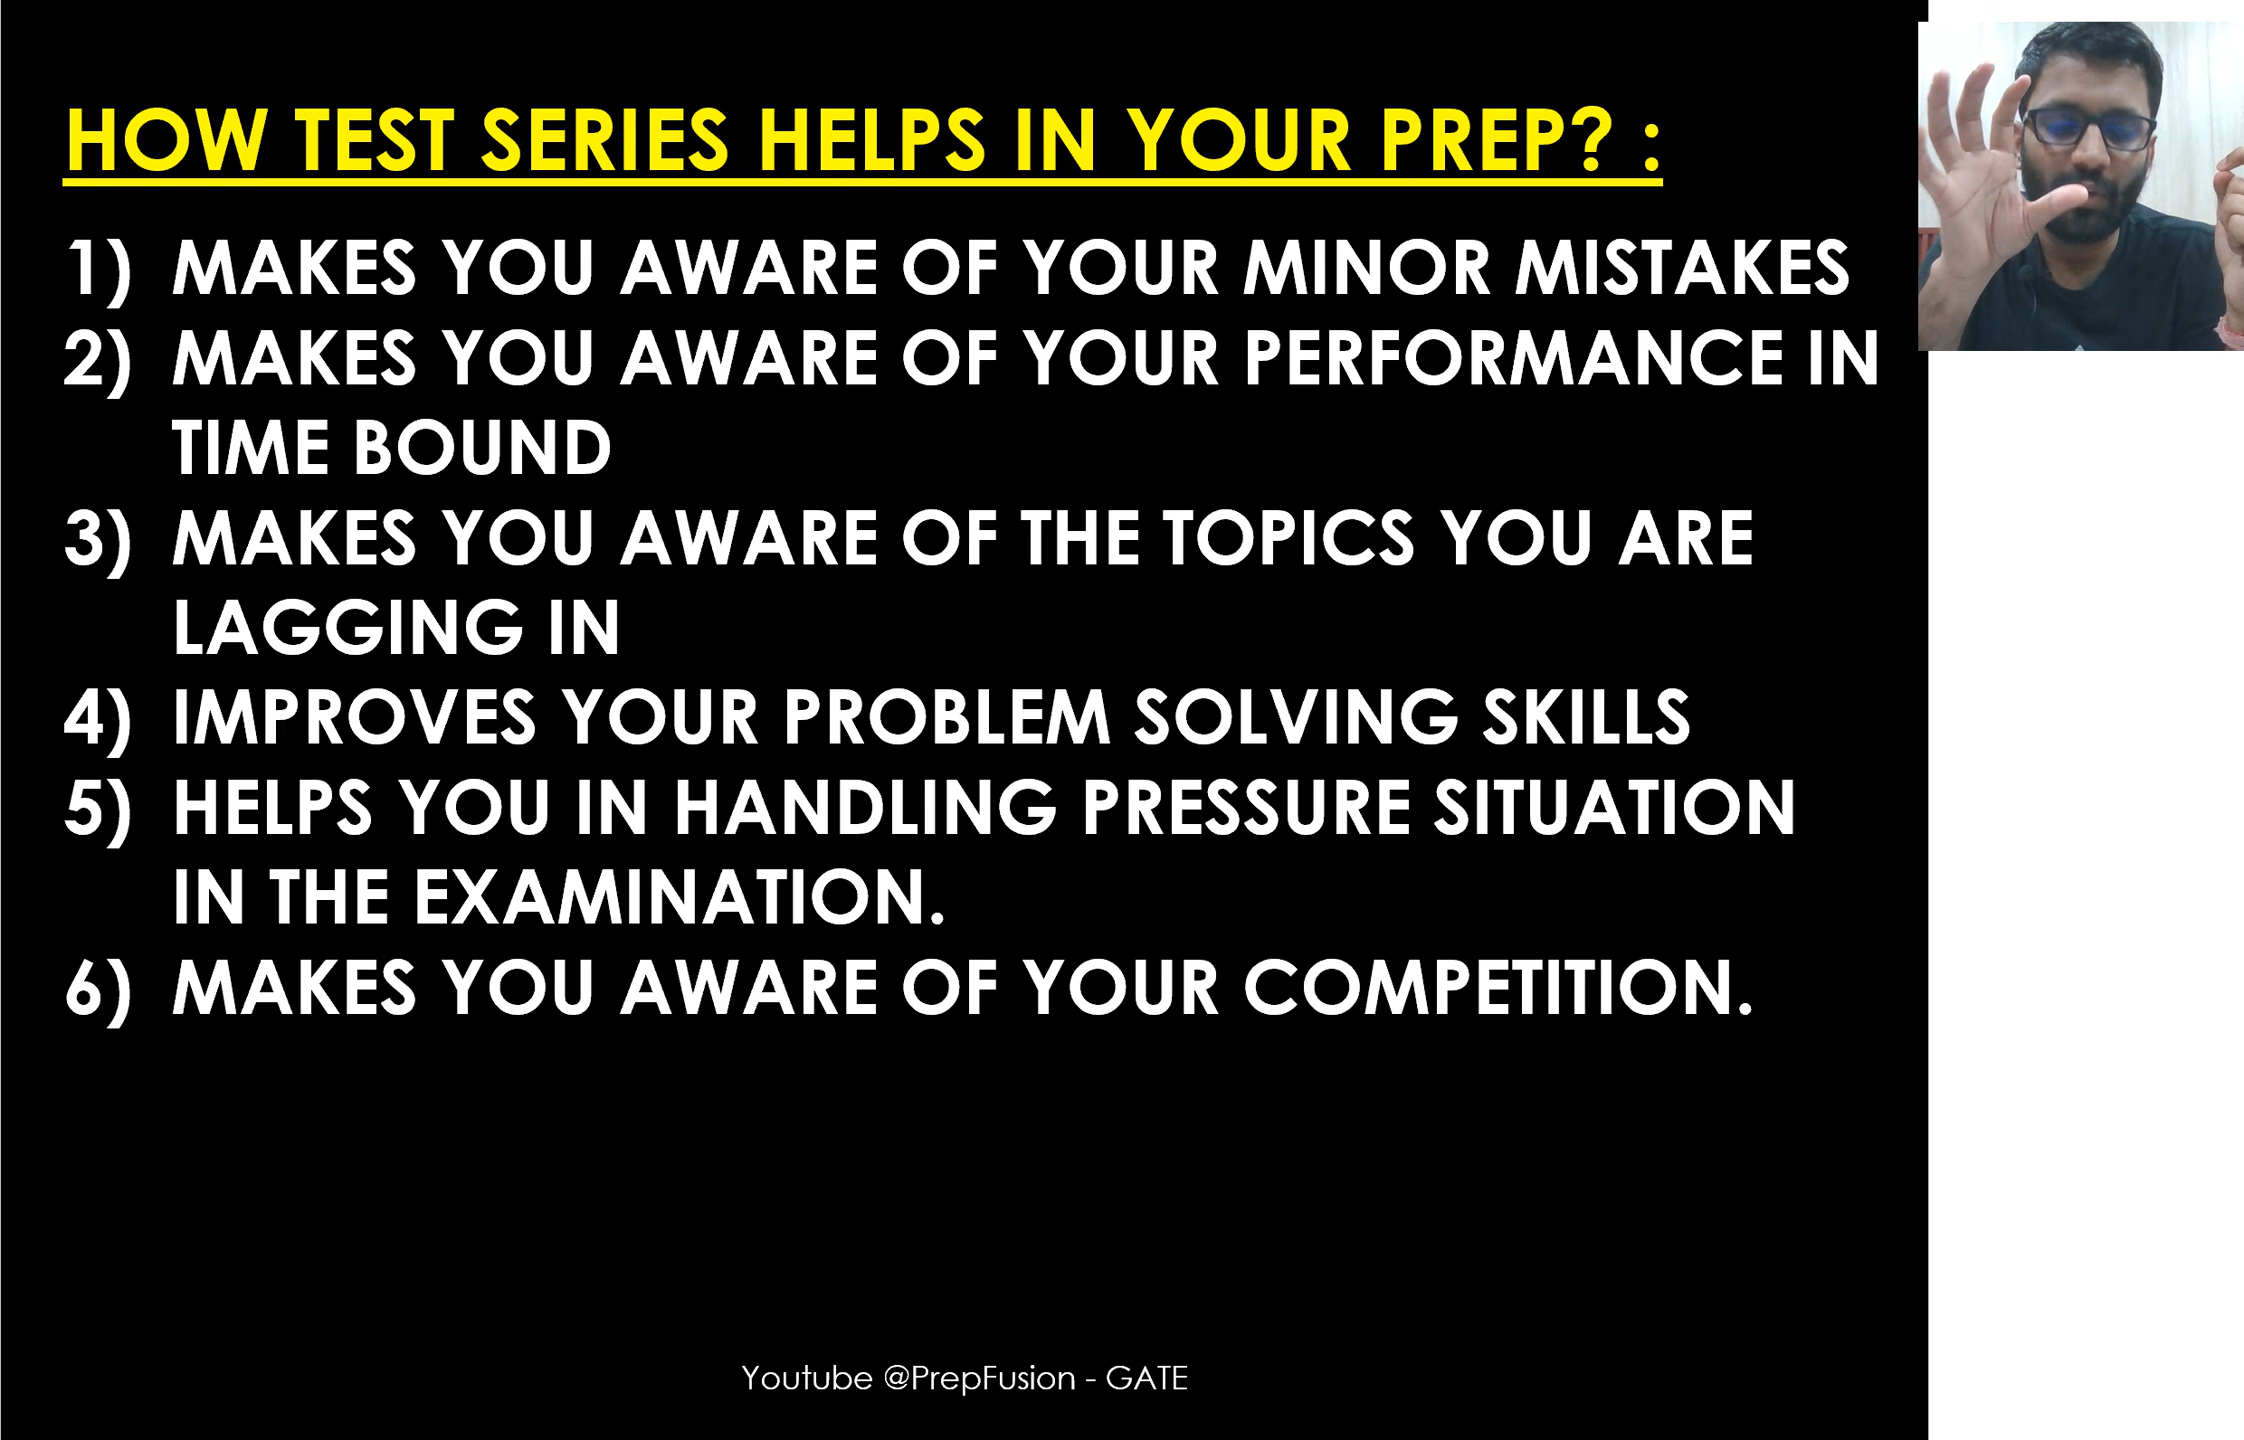 HOW TEST SERIES HELPS IN YOUR PREP? :
1) MAKES YOU AWARE OF YOUR MINOR MISTAKES
2) MAKES YOU AWARE OF YOUR PERFORMANCE IN
TIME BOUND
3) MAKES YOU AWARE OF THE TOPICS YOU ARE
LAGGING IN
4) IMPROVES YOUR PROBLEM SOLVING SKILLS
5) HELPS YOU IN HANDLING PRESSURE SITUATION
IN THE EXAMINATION.
6) MAKES YOU AWARE OF YOUR COMPETITION.
Youtube @PrepFusion - GATE